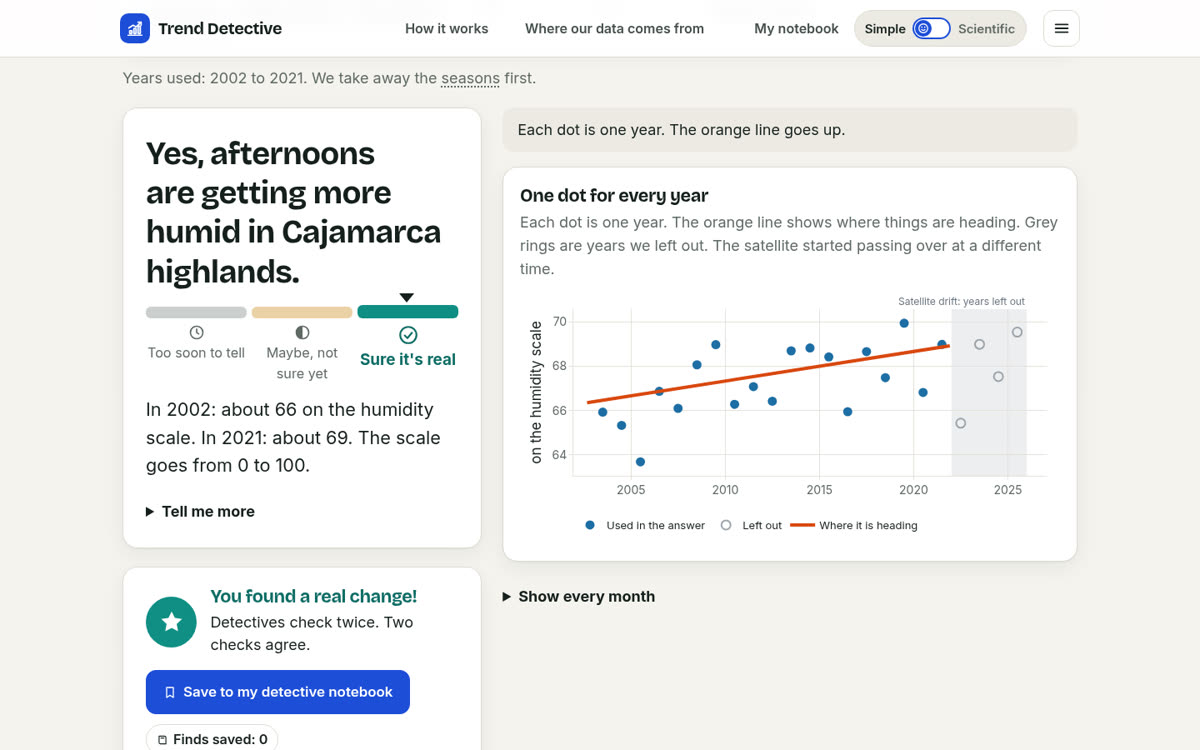 Trend Detective
How it works
Where our data comes from
My notebook
Simple
Scientific
Years used: 2002 to 2021. We take away the seasons first.
Yes, afternoons
are getting more
humid in Cajamarca
highlands.
Too soon to tell
Maybe, not
sure yet
Sure it's real
In 2002: about 66 on the humidity
scale. In 2021: about 69. The scale
goes from 0 to 100.
Tell me more
You found a real change!
Detectives check twice. Two
checks agree.
Save to my detective notebook
Finds saved: 0
Each dot is one year. The orange line goes up.
One dot for every year
Each dot is one year. The orange line shows where things are heading. Grey
rings are years we left out. The satellite started passing over at a different
time.
Satellite drift: years left out
on the humidity scale
70
68
66
64
2005
2010
2015
2020
2025
Used in the answer
Left out
Where it is heading
Show every month